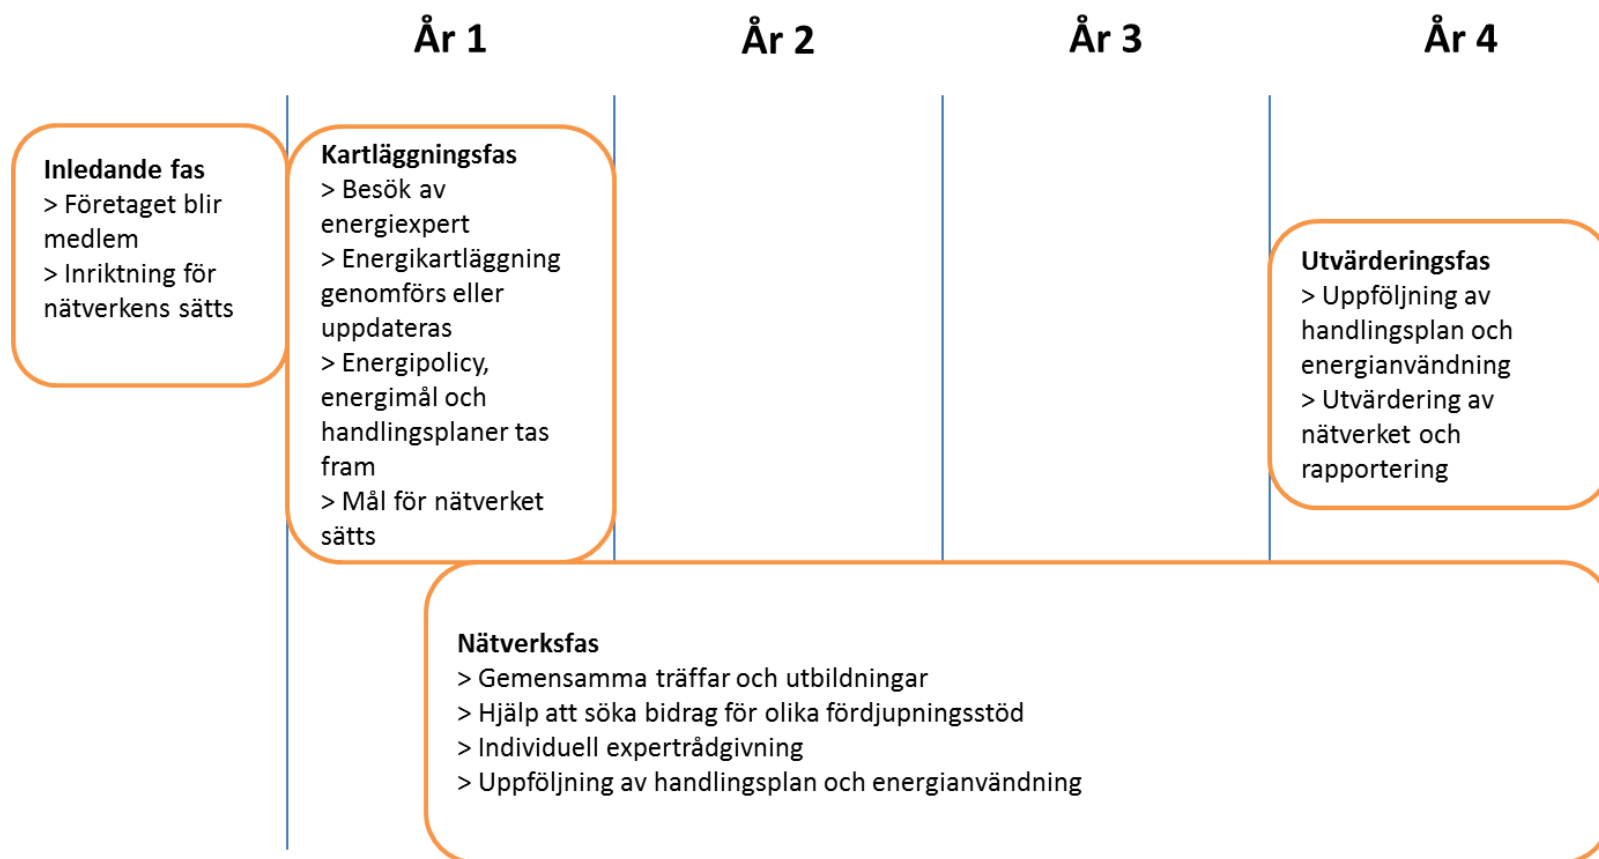 År 1
År 2
År 3
År 4
Inledande fas
> Företaget blir
medlem
> Inriktning för
nätverkens sätts
Kartläggningsfas
> Besök av
energiexpert
> Energikartläggning
genomförs eller
uppdateras
> Energipolicy,
energimål och
handlingsplaner tas
fram
> Mål för nätverket
sätts
Utvärderingsfas
> Uppföljning av
handlingsplan och
energianvändning
> Utvärdering av
nätverket och
rapportering
Nätverksfas
> Gemensamma träffar och utbildningar
> Hjälp att söka bidrag för olika fördjupningsstöd
> Individuell expertrådgivning
> Uppföljning av handlingsplan och energianvändning